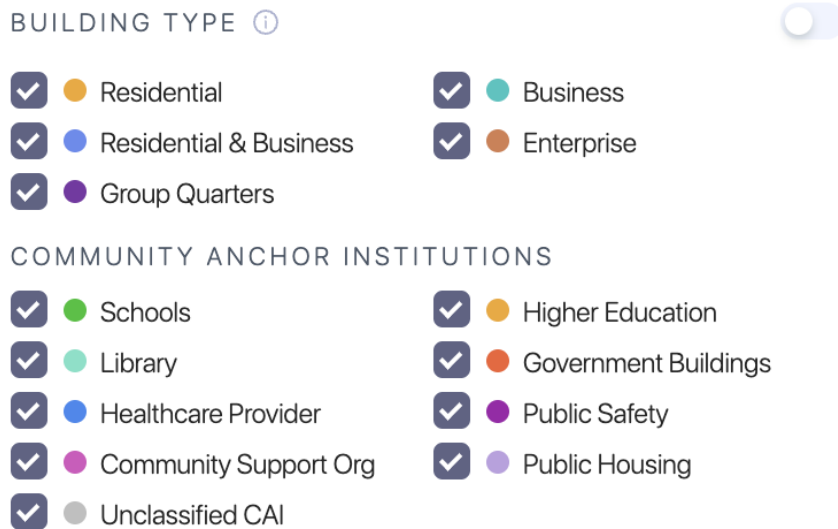 BUILDING TYPE
Residential
Business
Residential & Business
Enterprise
Group Quarters
COMMUNITY ANCHOR INSTITUTIONS
Schools
Higher Education
Library
Government Buildings
Healthcare Provider
Public Safety
Community Support Org
Public Housing
Unclassified CAI